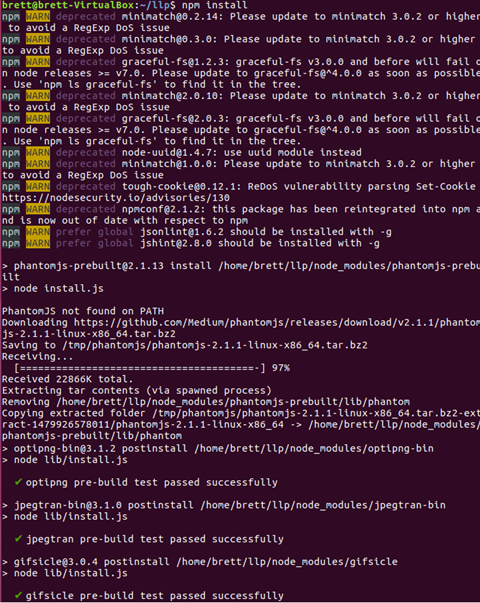 brett@brett-VirtualBox:~/llp$ npm install
npm WARN deprecated minimatch@0.2.14: Please update to minimatch 3.0.2 or higher
 to avoid a RegExp DoS issue
npm WARN deprecated minimatch@0.3.0: Please update to minimatch 3.0.2 or higher
to avoid a RegExp DoS issue
npm WARN deprecated graceful-fs@1.2.3: graceful-fs v3.0.0 and before will fail o
n node releases >= v7.0. Please update to graceful-fs@^4.0.0 as soon as possible
. Use 'npm ls graceful-fs' to find it in the tree.
npm WARN deprecated minimatch@2.0.10: Please update to minimatch 3.0.2 or higher
 to avoid a RegExp DoS issue
npm WARN deprecated graceful-fs@2.0.3: graceful-fs v3.0.0 and before will fail o
n node releases >= v7.0. Please update to graceful-fs@^4.0.0 as soon as possible
. Use 'npm ls graceful-fs' to find it in the tree.
npm WARN deprecated node-uuid@1.4.7: use uuid module instead
npm WARN deprecated minimatch@1.0.0: Please update to minimatch 3.0.2 or higher
to avoid a RegExp DoS issue
npm WARN deprecated tough-cookie@0.12.1: ReDoS vulnerability parsing Set-Cookie
https://nodesecurity.io/advisories/130
npm WARN deprecated npmconf@2.1.2: this package has been reintegrated into npm a
nd is now out of date with respect to npm
npm WARN prefer global jsonlint@1.6.2 should be installed with -g
npm WARN prefer global jshint@2.8.0 should be installed with -g
> phantomjs-prebuilt@2.1.13 install /home/brett/llp/node_modules/phantomjs-prebu
ilt
> node install.js
PhantomJS not found on PATH
Downloading https://github.com/Medium/phantomjs/releases/download/v2.1.1/phantom
js-2.1.1-linux-x86_64.tar.bz2
Saving to /tmp/phantomjs/phantomjs-2.1.1-linux-x86_64.tar.bz2
Receiving...
  [=======================================-] 97%
Received 22866K total.
Extracting tar contents (via spawned process)
Removing /home/brett/llp/node_modules/phantomjs-prebuilt/lib/phantom
Copying extracted folder /tmp/phantomjs/phantomjs-2.1.1-linux-x86_64.tar.bz2-ext
ract-1479926578011/phantomjs-2.1.1-linux-x86_64 -> /home/brett/llp/node_modules/
phantomjs-prebuilt/lib/phantom
> optipng-bin@3.1.2 postinstall /home/brett/llp/node_modules/optipng-bin
> node lib/install.js
  ✔ optipng pre-build test passed successfully
> jpegtran-bin@3.1.0 postinstall /home/brett/llp/node_modules/jpegtran-bin
> node lib/install.js
  ✔ jpegtran pre-build test passed successfully
> gifsicle@3.0.4 postinstall /home/brett/llp/node_modules/gifsicle
> node lib/install.js
  ✔ gifsicle pre-build test passed successfully